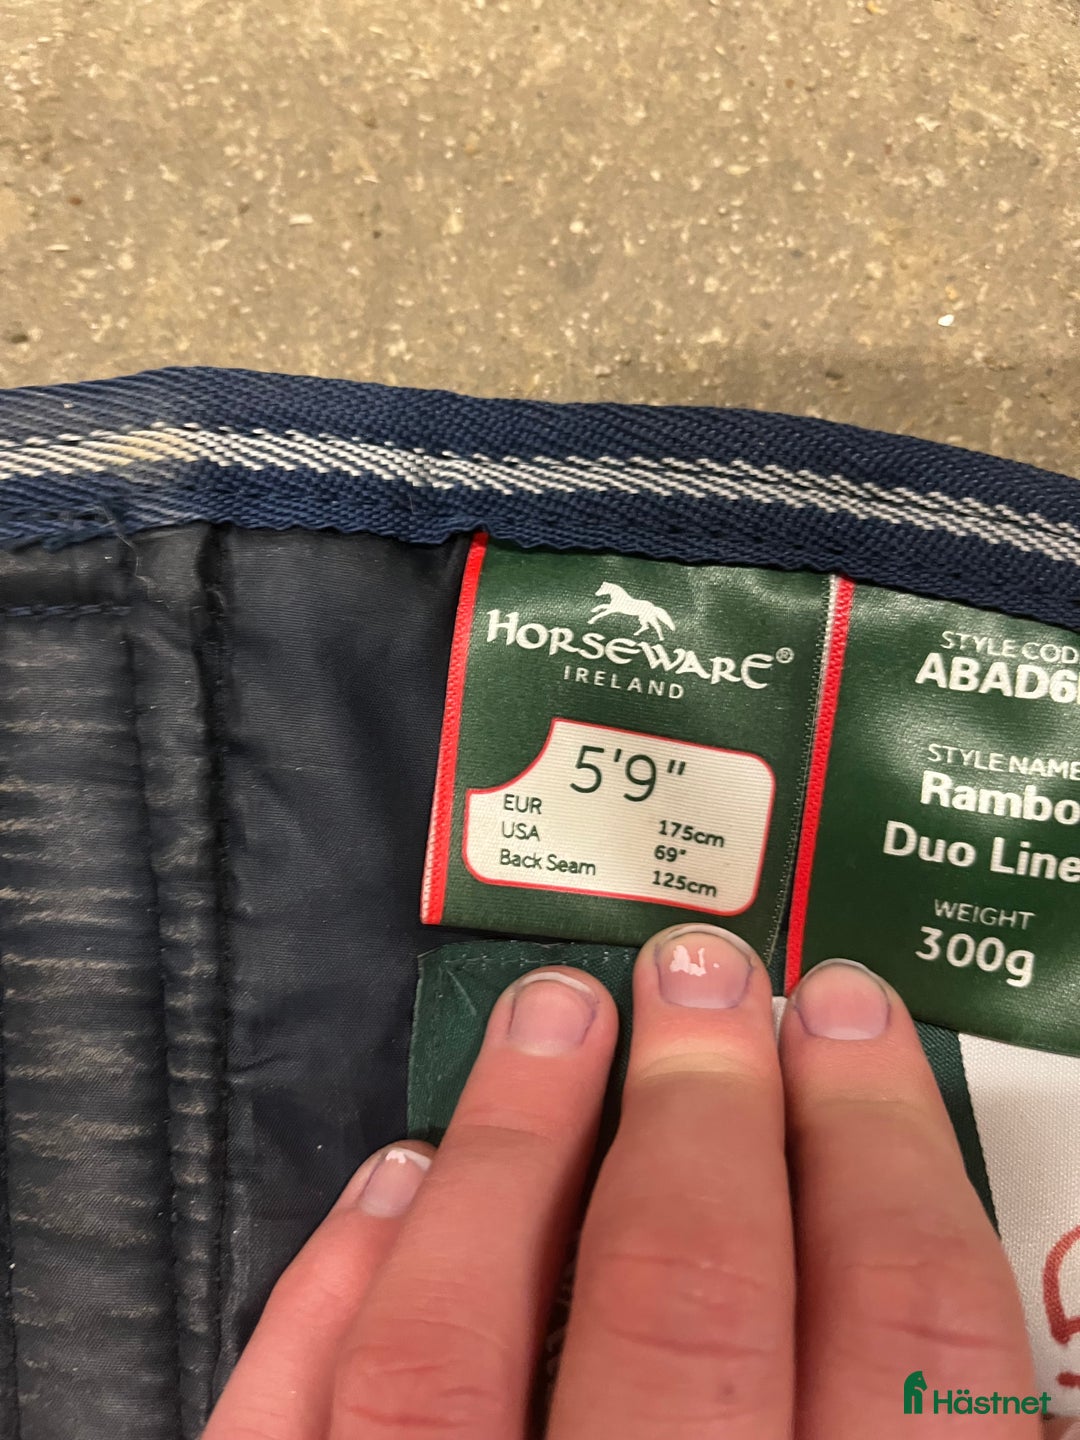 HORSEWARE®
IRELAND
5'9"
EUR 175cm
USA 69"
Back Seam 125cm
STYLE COD
ABAD6
STYLE NAME
Rambo
Duo Line
WEIGHT
300g
Hästnet